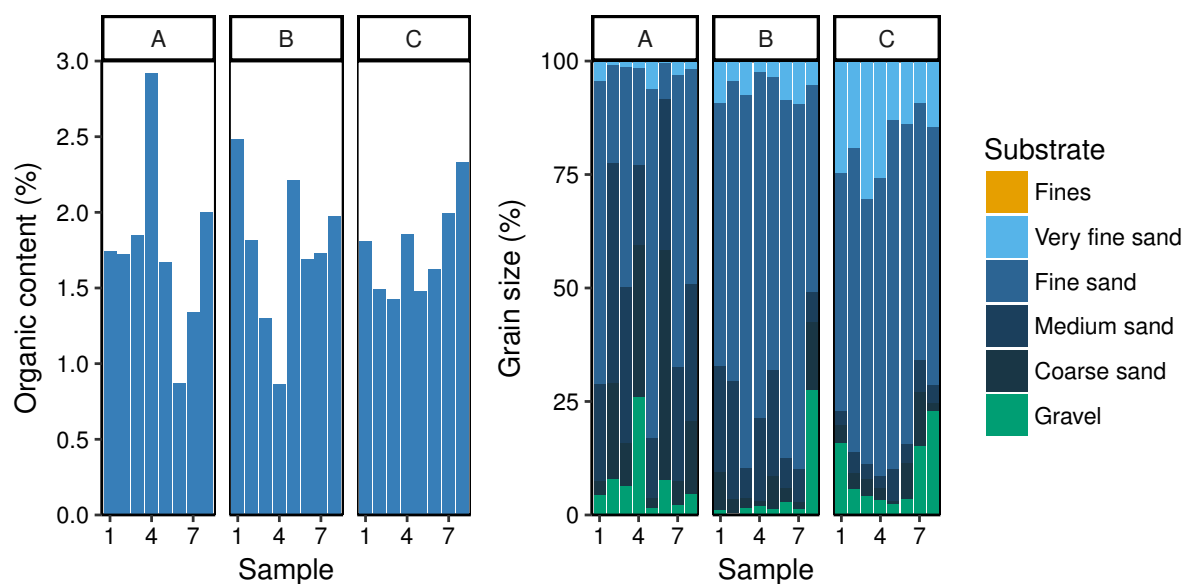 A B C
Organic content (%)
3.0
2.5
2.0
1.5
1.0
0.5
0.0
1 4 7 1 4 7 1 4 7
Sample
A B C
Grain size (%)
100
75
50
25
0
1 4 7 1 4 7 1 4 7
Sample
Substrate
Fines
Very fine sand
Fine sand
Medium sand
Coarse sand
Gravel